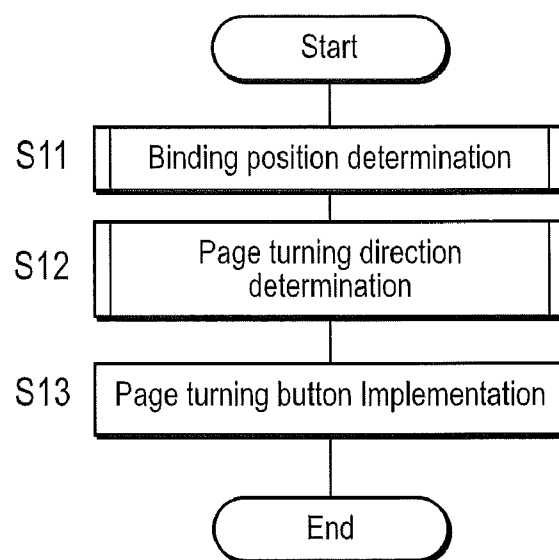 Start
S11 Binding position determination
S12 Page turning direction
determination
S13 Page turning button Implementation
End